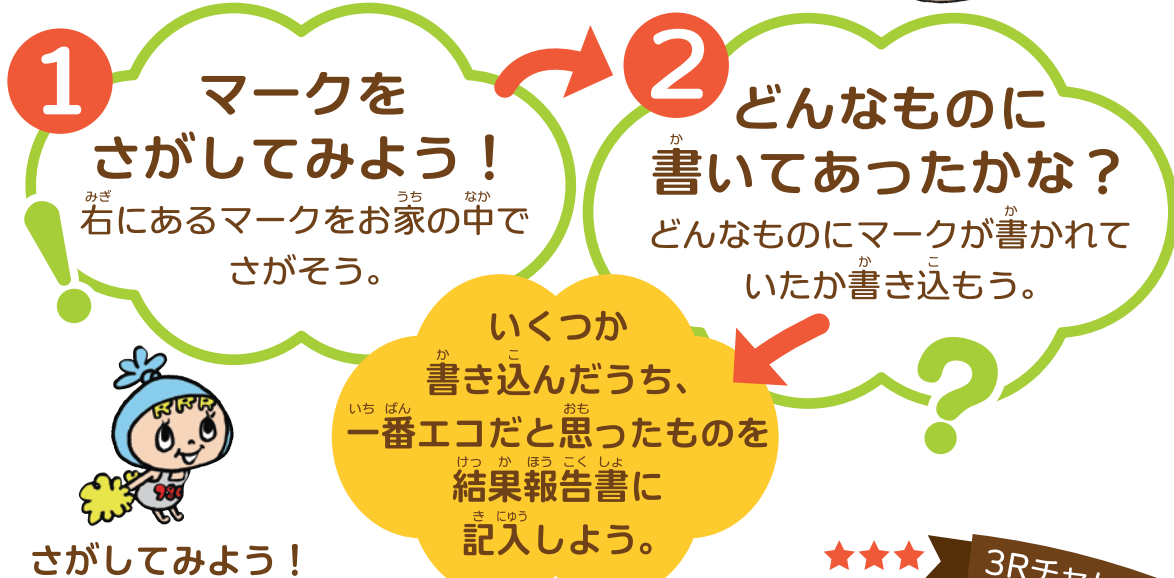 1
マークを
さがしてみよう！
右にあるマークをお家の中で
みぎ うち なか
さがそう。
2
どんなものに
書いてあったかな？
か
どんなものにマークが書かれて
か
いたか書き込もう。
か こ
いくつか
書き込んだうち、
か こ
一番エコだと思ったものを
いち ばん おも
結果報告書に
けっ か ほう こく しょ
記入しよう。
き にゅう
RRR
さがしてみよう！